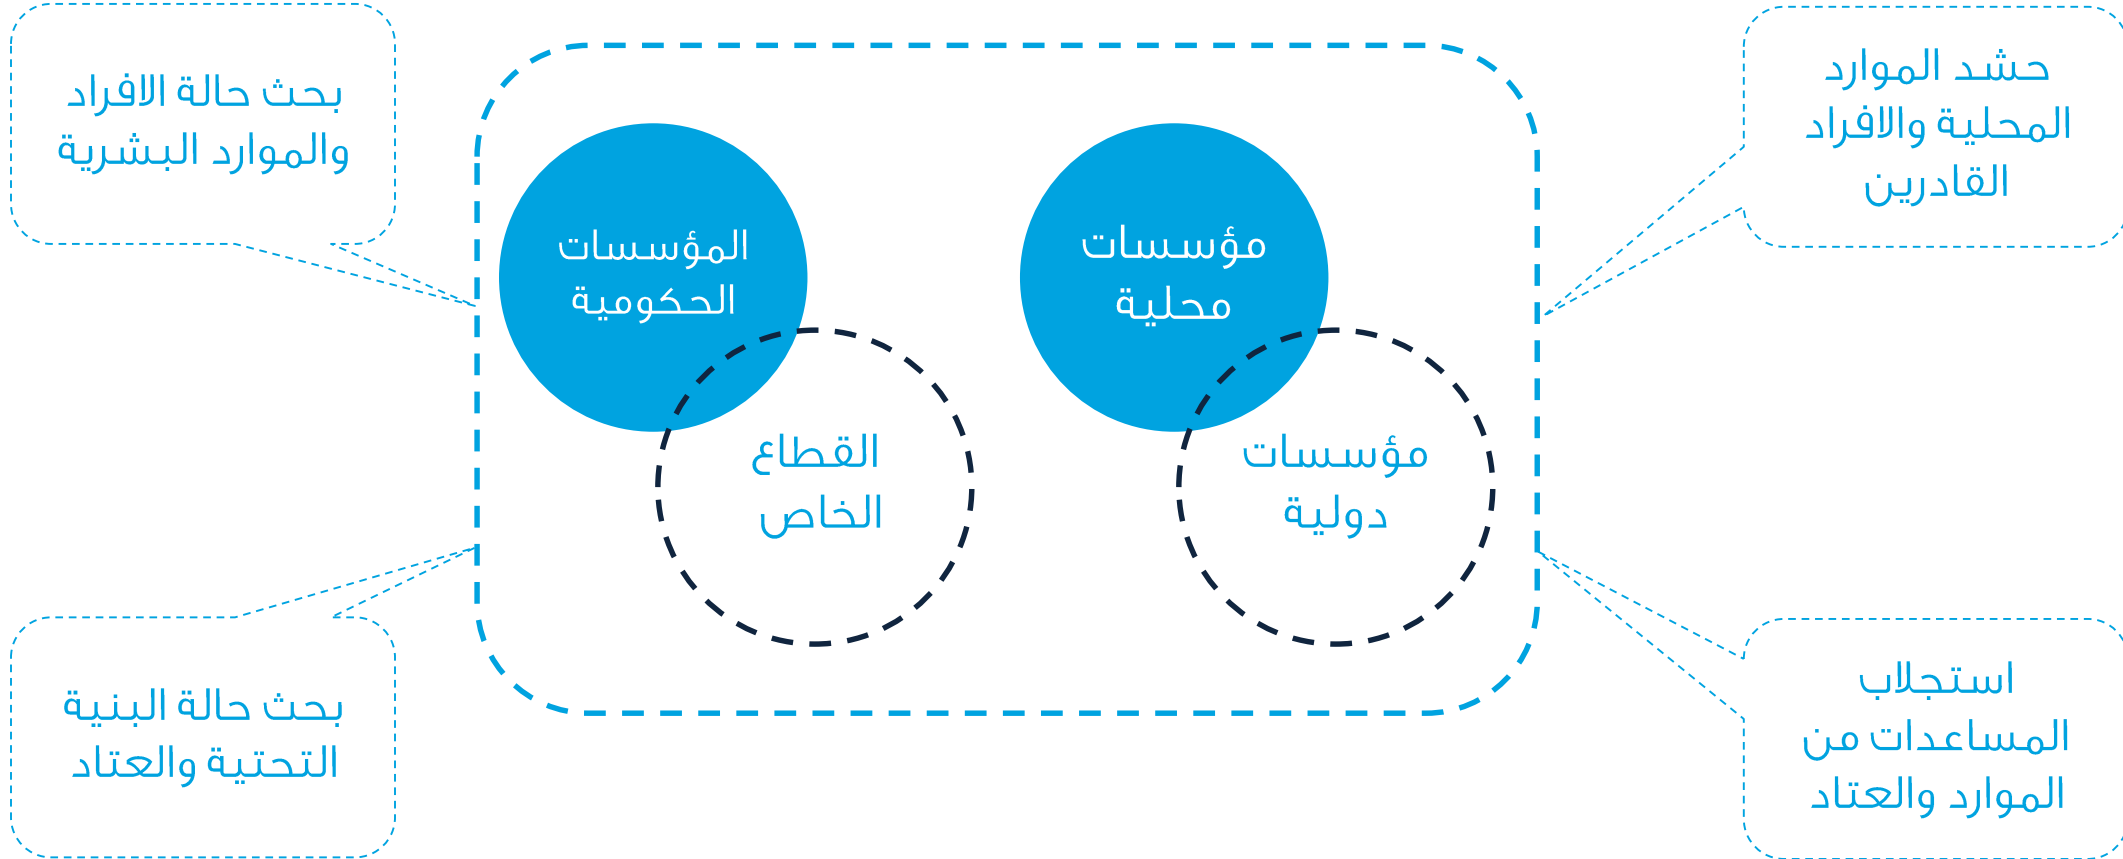 حشد الموارد
المحلية والافراد
القادرين
بحث حالة الافراد
والموارد البشرية
مؤسسات
محلية
المؤسسات
الحكومية
مؤسسات
دولية
القطاع
الخاص
استجلاب
المساعدات من
الموارد والعتاد
بحث حالة البنية
التحتية والعتاد